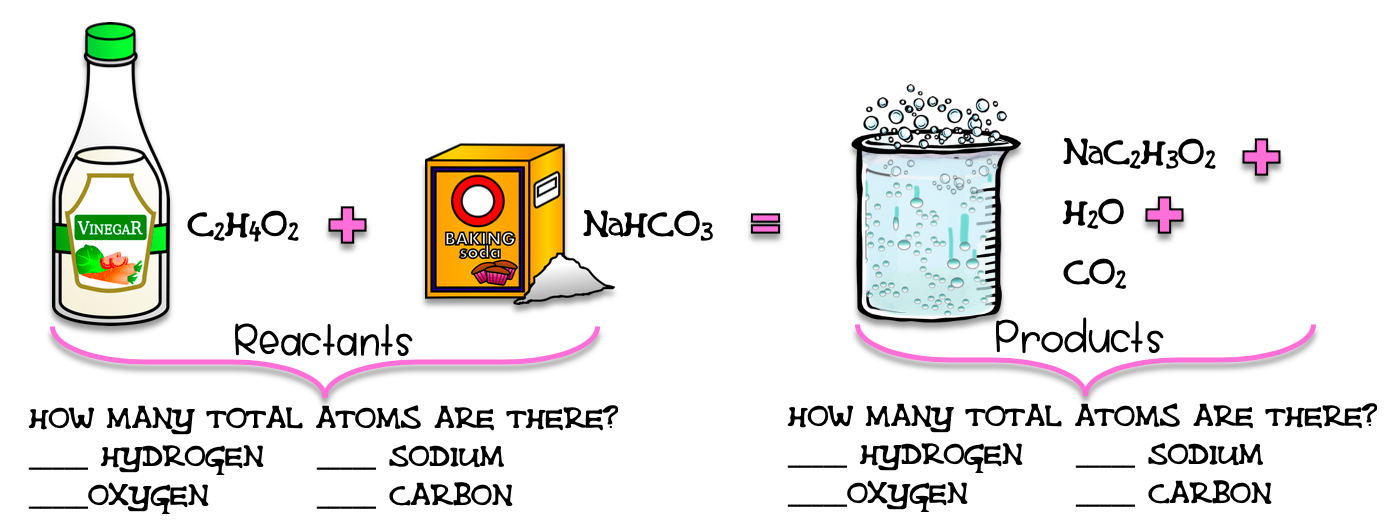 VINEGAR
C₂H₄O₂
+
BAKING
soda
NaHCO₃
=
NaC₂H₃O₂ +
H₂O +
CO₂
Reactants
HOW MANY TOTAL ATOMS ARE THERE?
____ HYDROGEN ____ SODIUM
____OXYGEN ____ CARBON
Products
HOW MANY TOTAL ATOMS ARE THERE?
____ HYDROGEN ____ SODIUM
____OXYGEN ____ CARBON